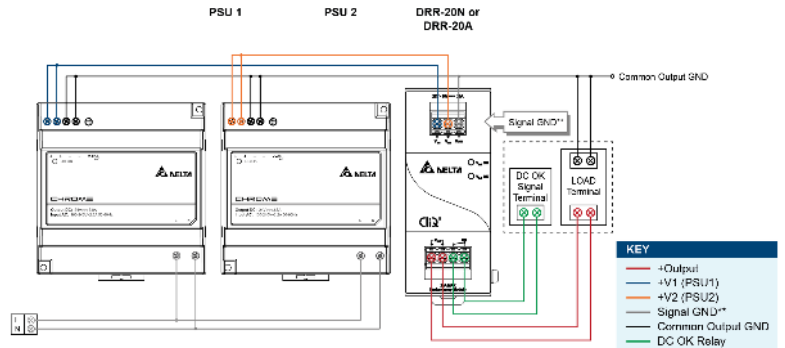 PSU 1
PSU 2
DRR-20N or
DRR-20A
Common Output GND
Signal GND**
DELTA
CHROME
DELTA
CHROME
DELTA
CliQ
DC OK
Signal
Terminal
LOAD
Terminal
L
N
KEY
+Output
+V1 (PSU1)
+V2 (PSU2)
Signal GND**
Common Output GND
DC OK Relay